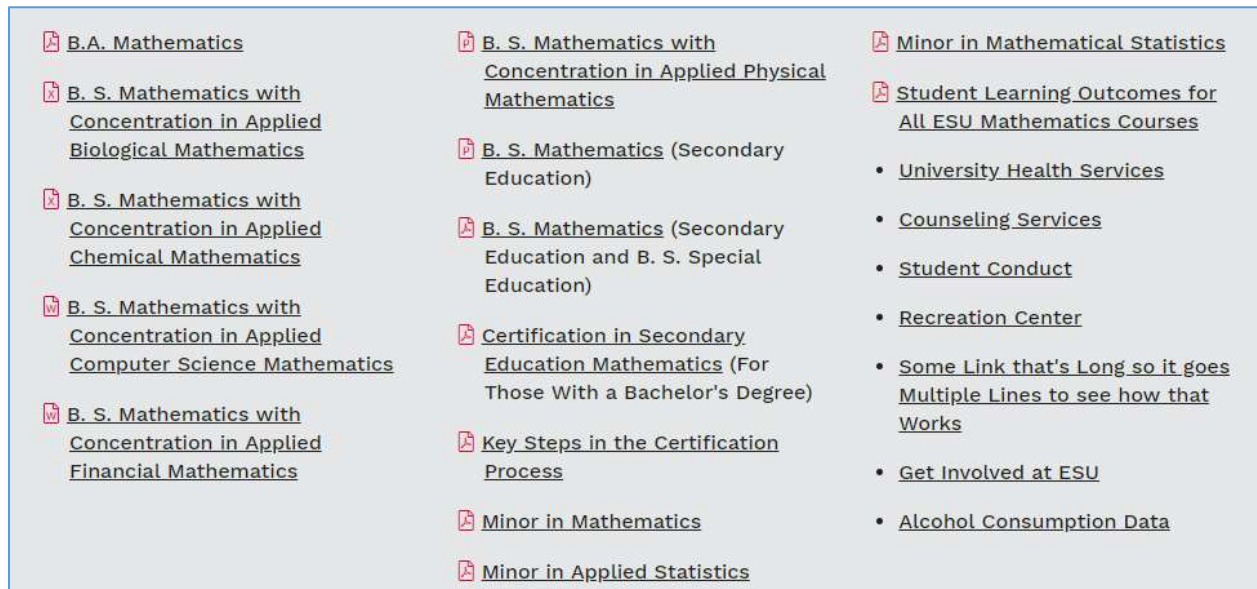 B.A. Mathematics
B. S. Mathematics with
Concentration in Applied
Biological Mathematics
B. S. Mathematics with
Concentration in Applied
Chemical Mathematics
B. S. Mathematics with
Concentration in Applied
Computer Science Mathematics
B. S. Mathematics with
Concentration in Applied
Financial Mathematics
B. S. Mathematics with
Concentration in Applied Physical
Mathematics
B. S. Mathematics (Secondary
Education)
B. S. Mathematics (Secondary
Education and B. S. Special
Education)
Certification in Secondary
Education Mathematics (For
Those With a Bachelor's Degree)
Key Steps in the Certification
Process
Minor in Mathematics
Minor in Applied Statistics
Minor in Mathematical Statistics
Student Learning Outcomes for
All ESU Mathematics Courses
• University Health Services
• Counseling Services
• Student Conduct
• Recreation Center
• Some Link that's Long so it goes
Multiple Lines to see how that
Works
• Get Involved at ESU
• Alcohol Consumption Data